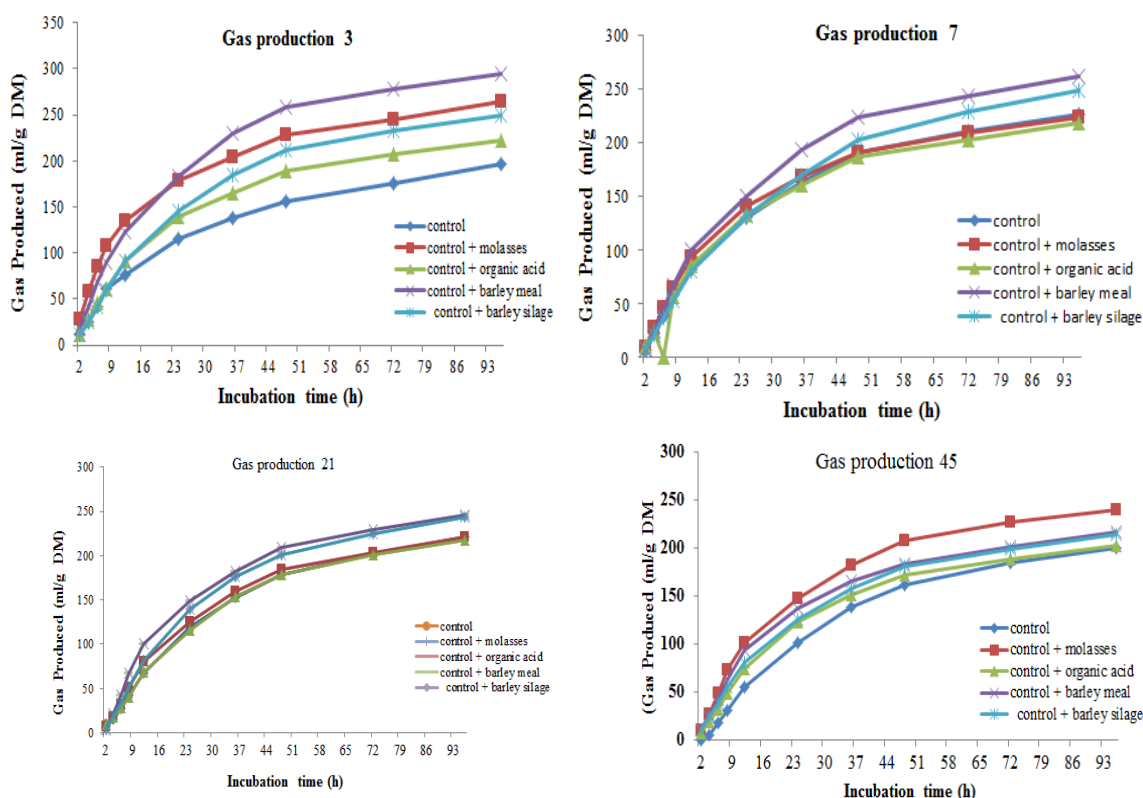 Gas production 3
Gas Produced (ml/g DM)
350
300
250
200
150
100
50
0
control
control + molasses
control + organic acid
control + barley meal
control + barley silage
2 9 16 23 30 37 44 51 58 65 72 79 86 93
Incubation time (h)
Gas production 7
Gas Produced (ml/g DM)
300
250
200
150
100
50
0
control
control + molasses
control + organic acid
control + barley meal
control + barley silage
2 9 16 23 30 37 44 51 58 65 72 79 86 93
Incubation time (h)
Gas production 21
Gas Produced (ml/g DM)
300
250
200
150
100
50
0
control
control + molasses
control + organic acid
control + barley meal
control + barley silage
2 9 16 23 30 37 44 51 58 65 72 79 86 93
Incubation time (h)
Gas production 45
(Gas Produced (ml/g DM
300
250
200
150
100
50
0
control
control + molasses
control + organic acid
control + barley meal
control + barley silage
2 9 16 23 30 37 44 51 58 65 72 79 86 93
Incubation time (h)